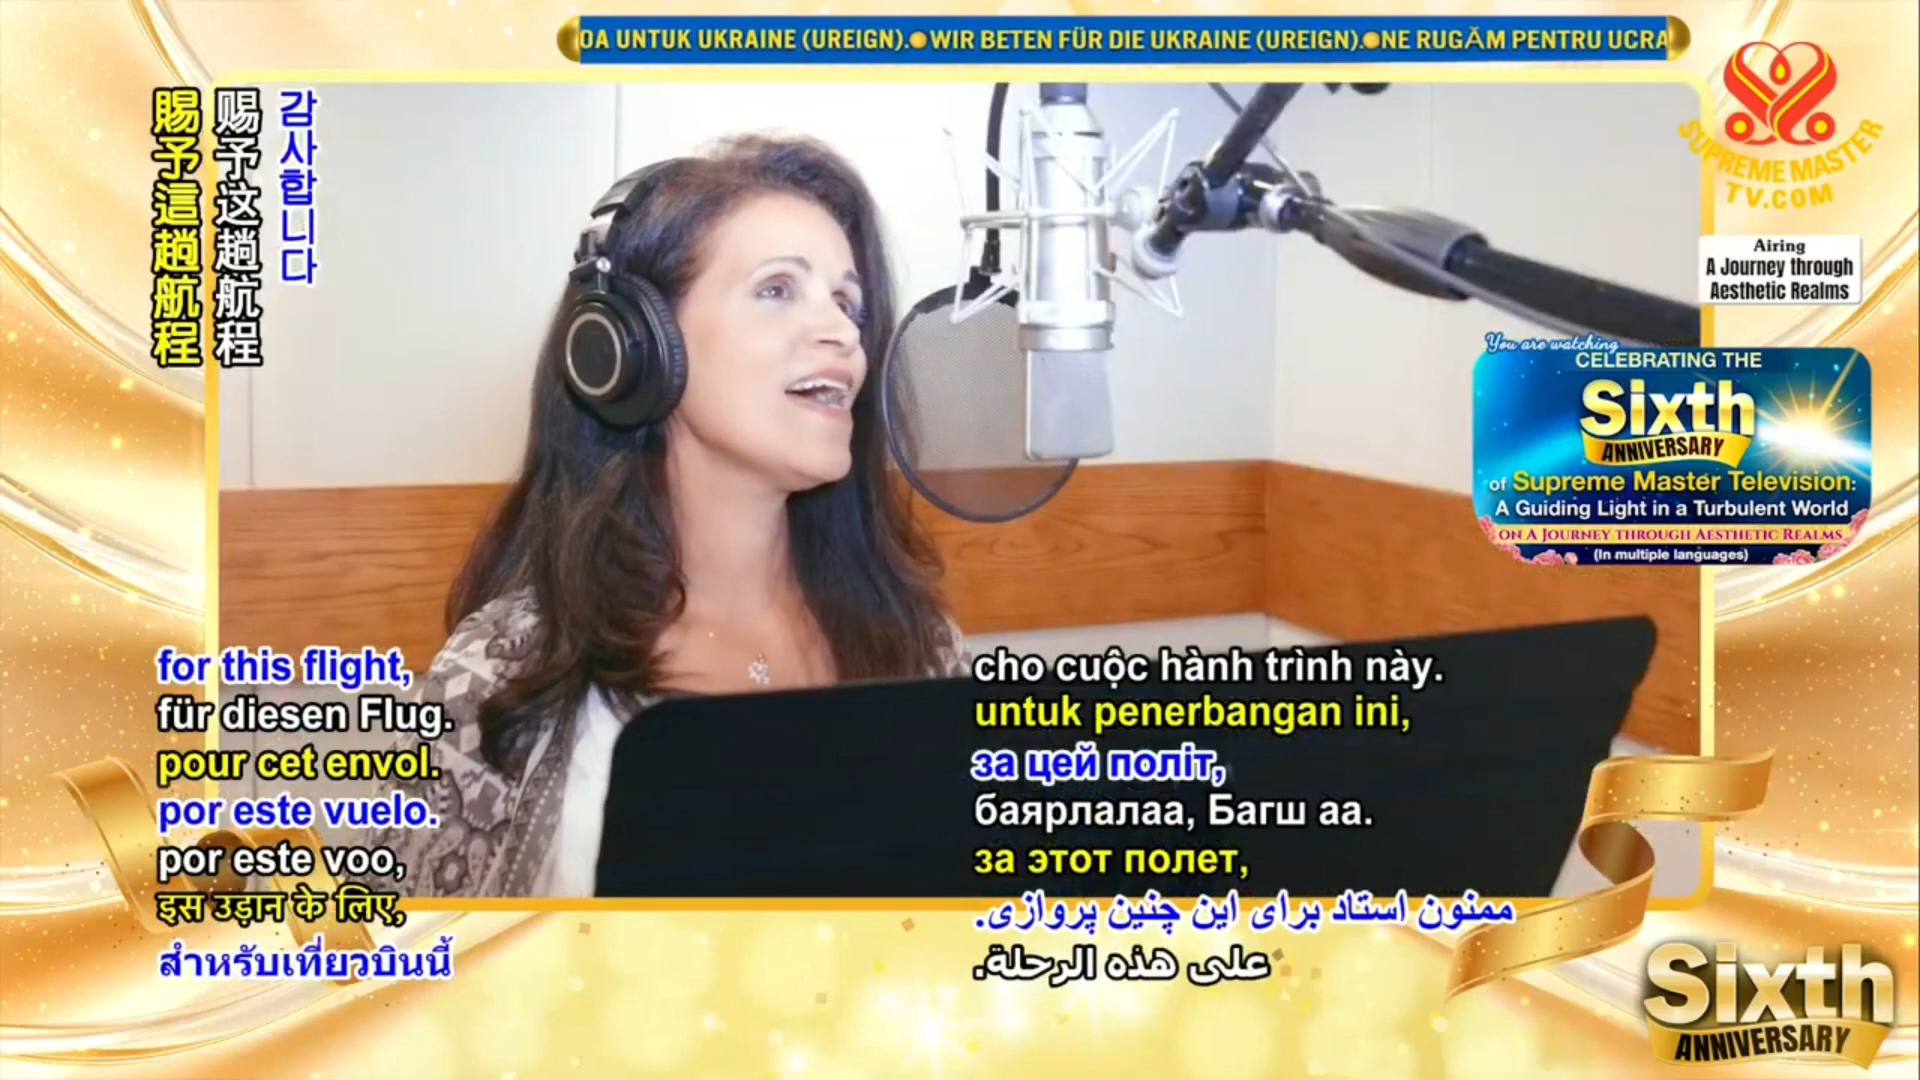 OA UNTUK UKRAINE (UREIGN). WIR BETEN FÜR DIE UKRAINE (UREIGN). NE RUGĂM PENTRU UCRA
SUPREME MASTER
TV.COM
Airing
A Journey through
Aesthetic Realms
You are watching
CELEBRATING THE
Sixth
ANNIVERSARY
of Supreme Master Television:
A Guiding Light in a Turbulent World
ON A JOURNEY THROUGH AESTHETIC REALMS
(In multiple languages)
감사합니다
赐予这趟航程
賜予這趟航程
for this flight,
für diesen Flug.
pour cet envol.
por este vuelo.
por este voo,
इस उड़ान के लिए,
สำหรับเที่ยวบินนี้
cho cuộc hành trình này.
untuk penerbangan ini,
за цей політ,
баярлалаа, Багш аа.
за этот полет,
ممنون استاد برای این چنین پروازی.
على هذه الرحلة.
Sixth
ANNIVERSARY